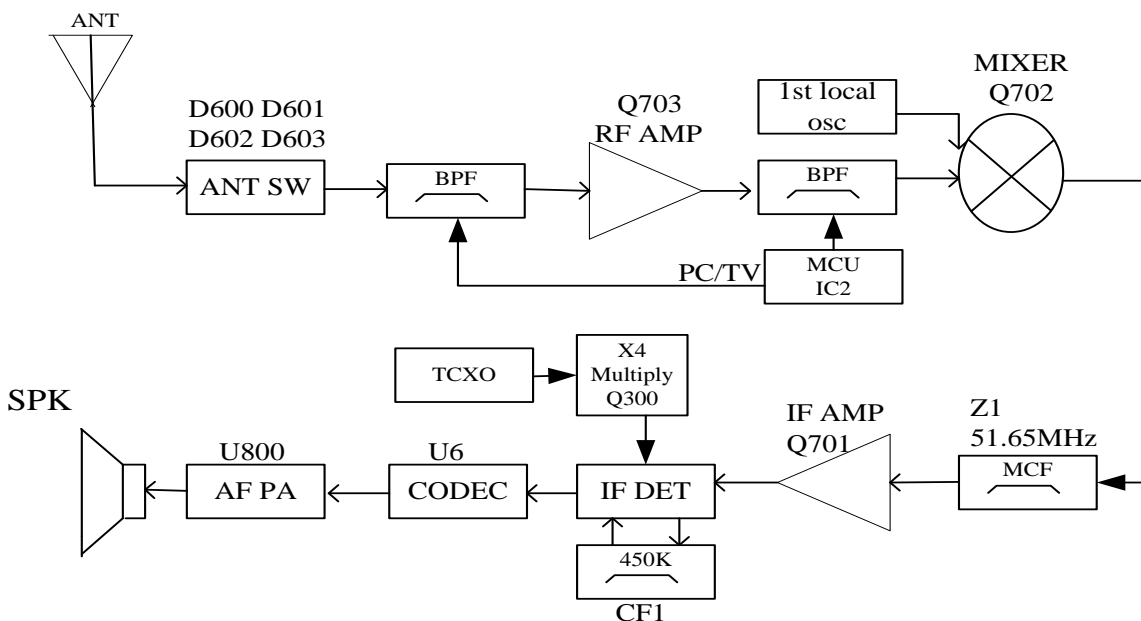 ANT
D600 D601
D602 D603
ANT SW
BPF
Q703
RF AMP
1st local
osc
BPF
MIXER
Q702
PC/TV
MCU
IC2
SPK
U800
AF PA
U6
CODEC
TCXO
X4
Multiply
Q300
IF DET
450K
CF1
IF AMP
Q701
Z1
51.65MHz
MCF